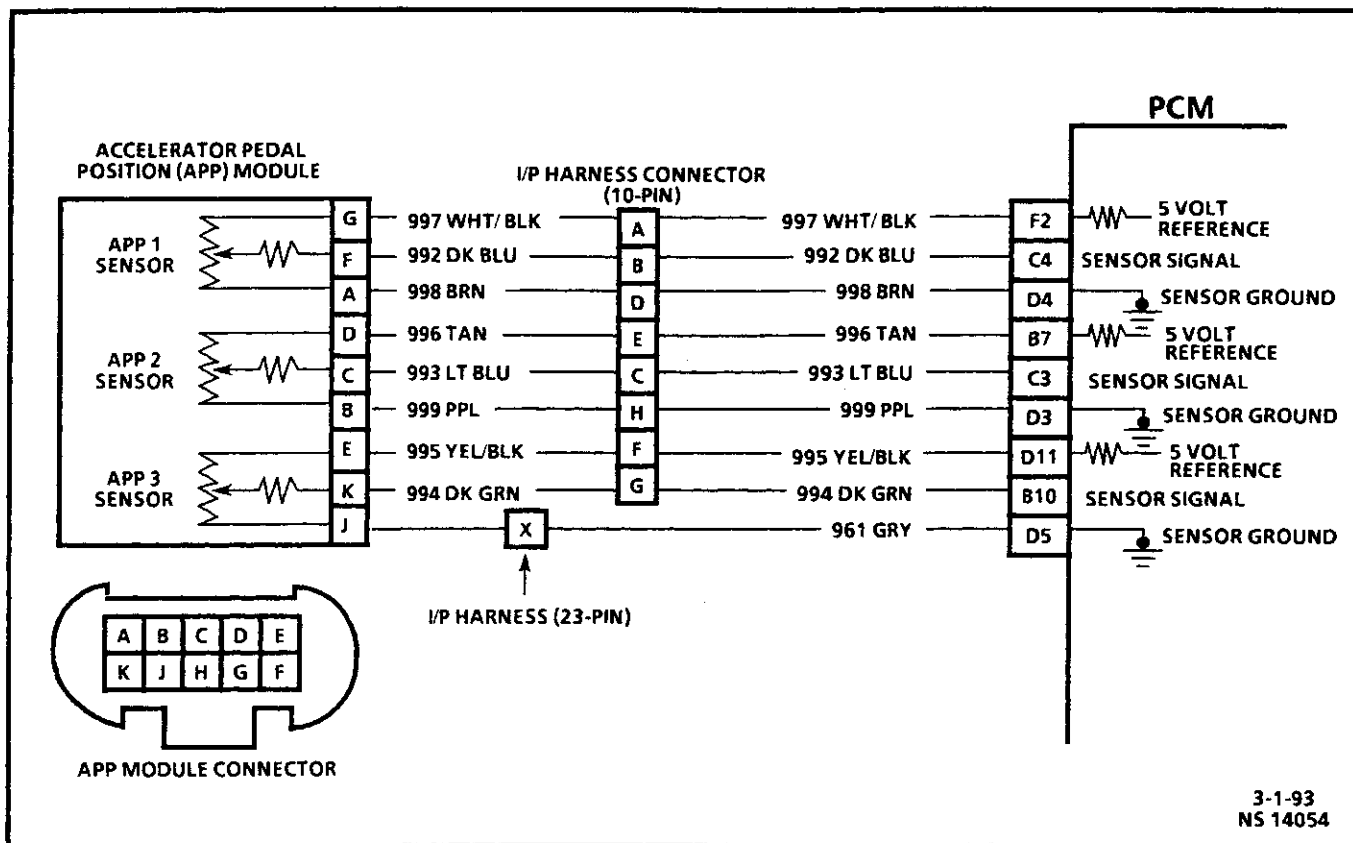 PCM
ACCELERATOR PEDAL
POSITION (APP) MODULE
I/P HARNESS CONNECTOR
(10-PIN)
APP 1
SENSOR
G
997 WHT/ BLK
A
997 WHT/ BLK
F2
5 VOLT
REFERENCE
F
992 DK BLU
B
992 DK BLU
C4
SENSOR SIGNAL
A
998 BRN
D
998 BRN
D4
SENSOR GROUND
APP 2
SENSOR
D
996 TAN
E
996 TAN
B7
5 VOLT
REFERENCE
C
993 LT BLU
C
993 LT BLU
C3
SENSOR SIGNAL
B
999 PPL
H
999 PPL
D3
SENSOR GROUND
APP 3
SENSOR
E
995 YEL/BLK
F
995 YEL/BLK
D11
5 VOLT
REFERENCE
K
994 DK GRN
G
994 DK GRN
B10
SENSOR SIGNAL
J
X
961 GRY
D5
SENSOR GROUND
I/P HARNESS (23-PIN)
A B C D E
K J H G F
APP MODULE CONNECTOR
3-1-93
NS 14054